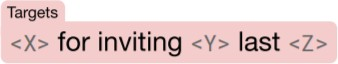 Targets
<X> for inviting <Y> last <Z>